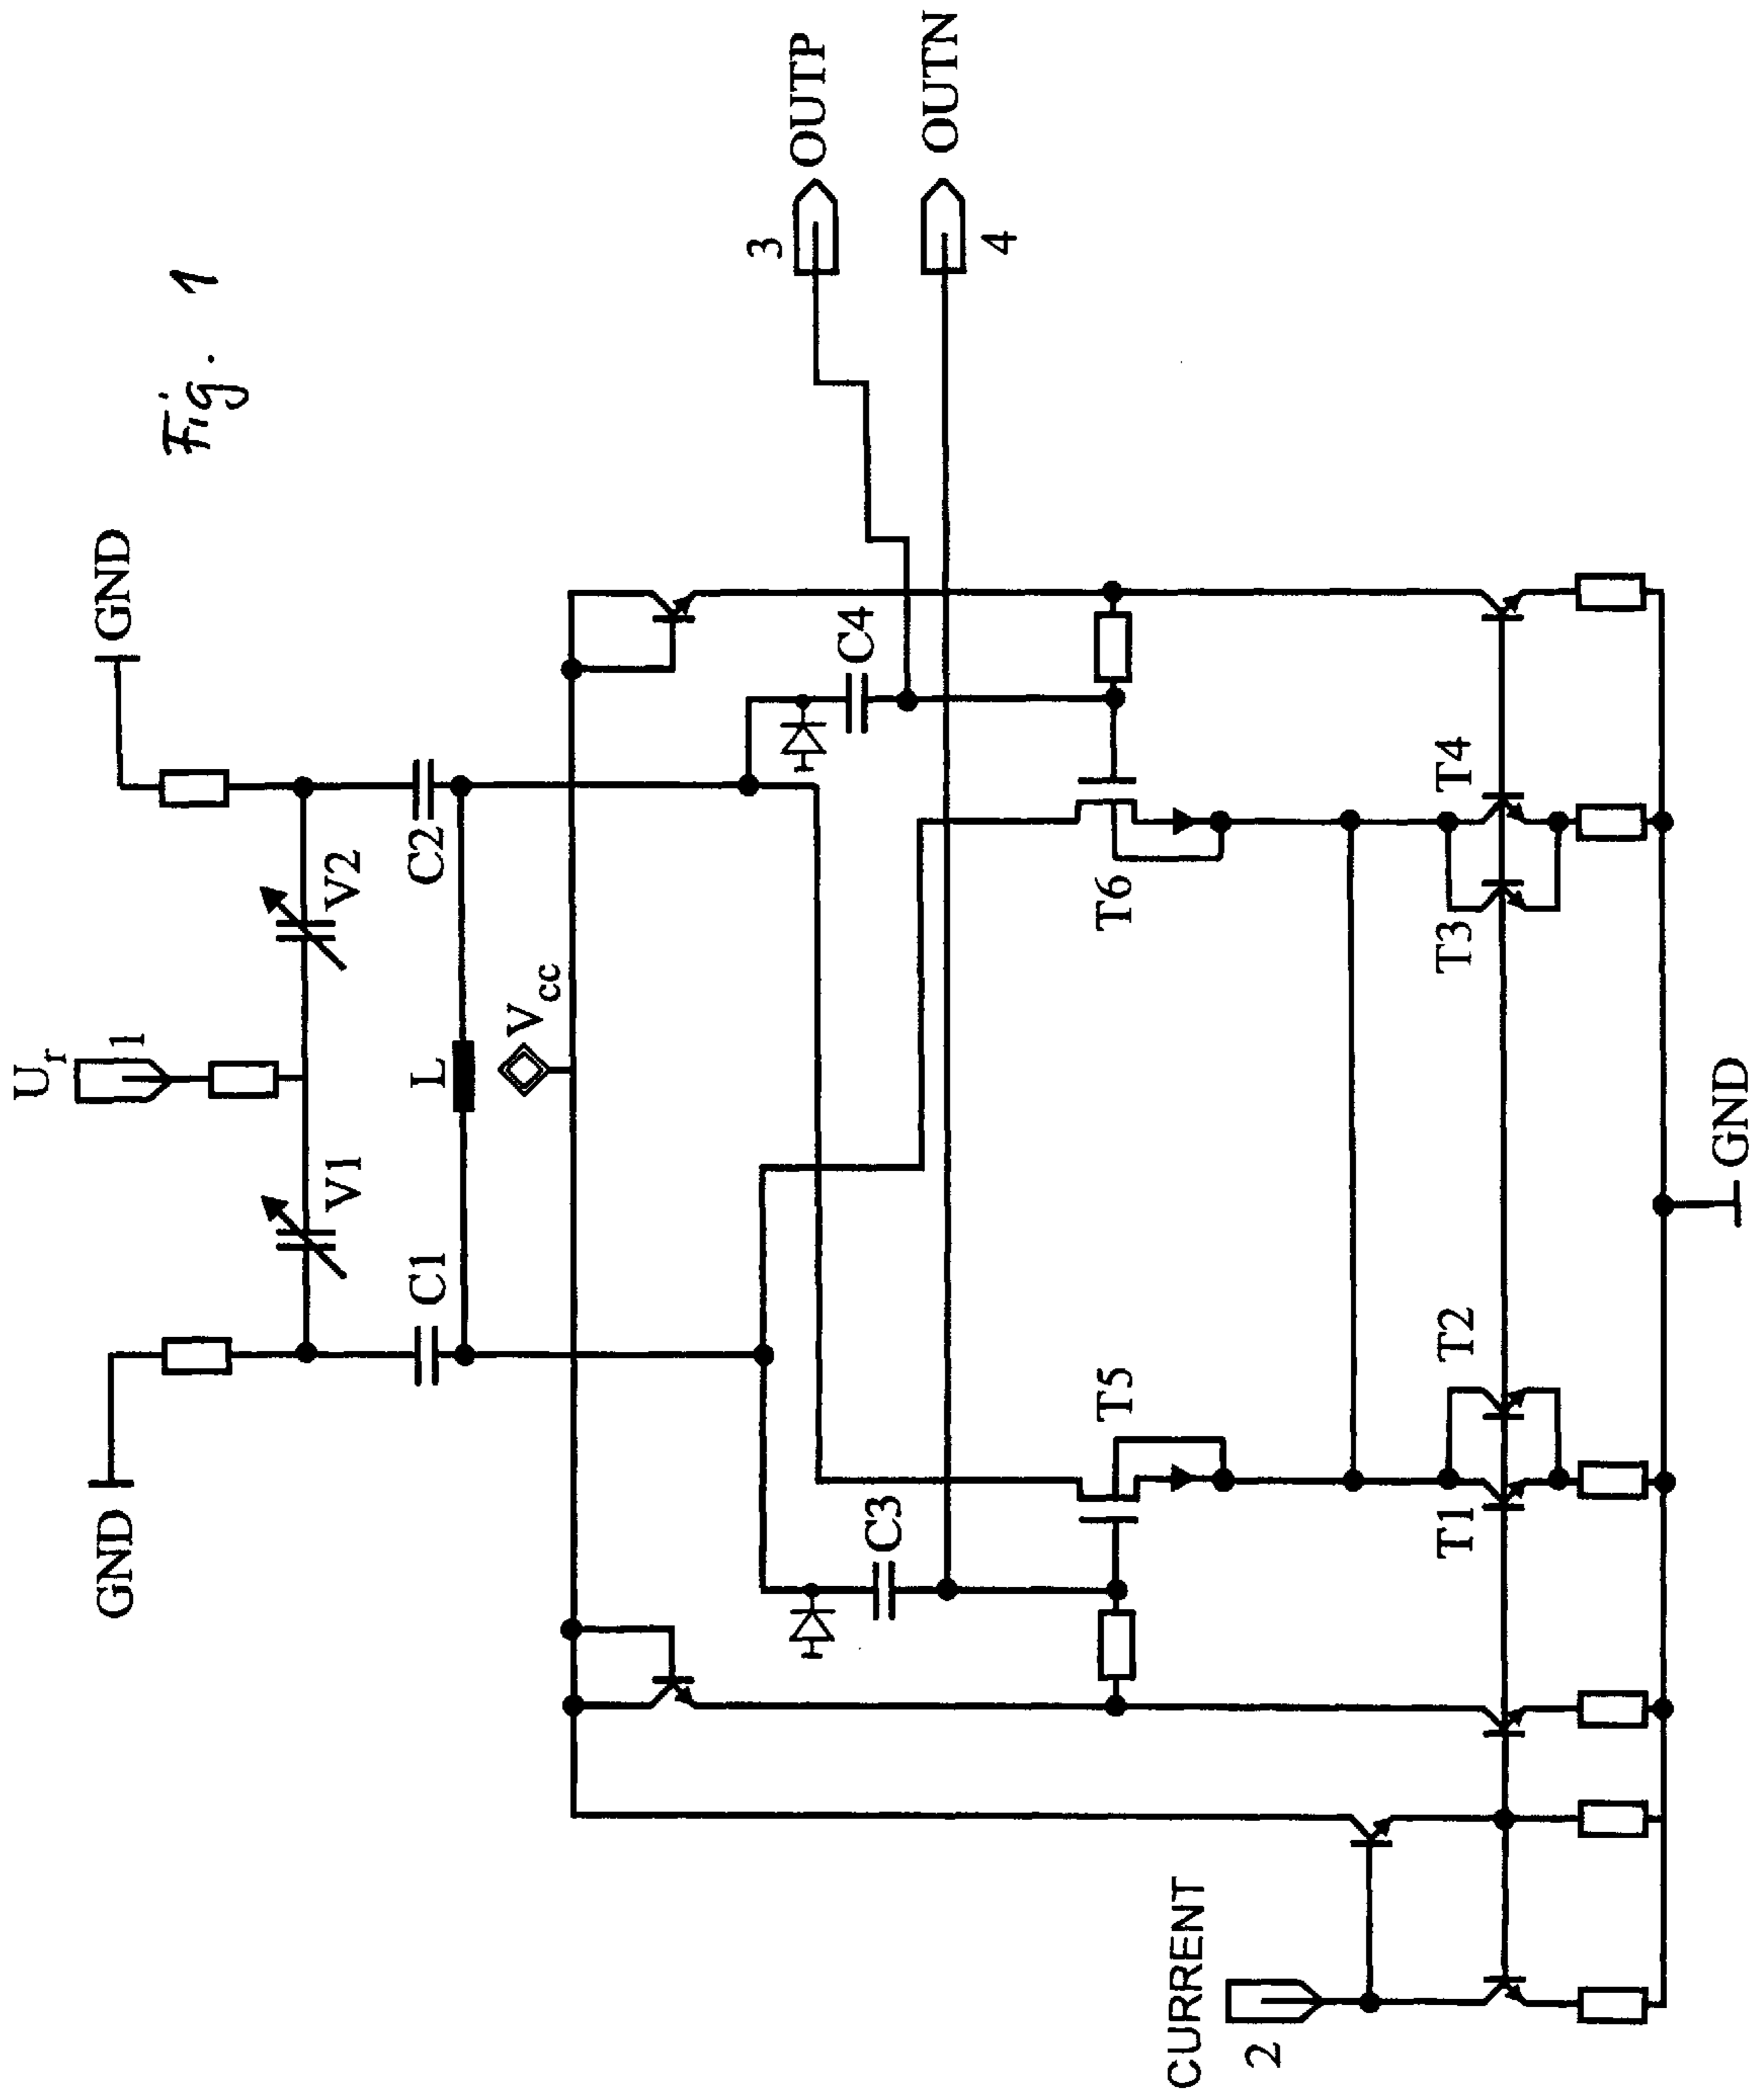 Fig. 1
GND
GND
U_r
1
V1
V2
C1
C2
L
V_cc
C3
C4
3
OUTP
OUTN
4
T5
T6
CURRENT
2
T1
T2
T3
T4
GND